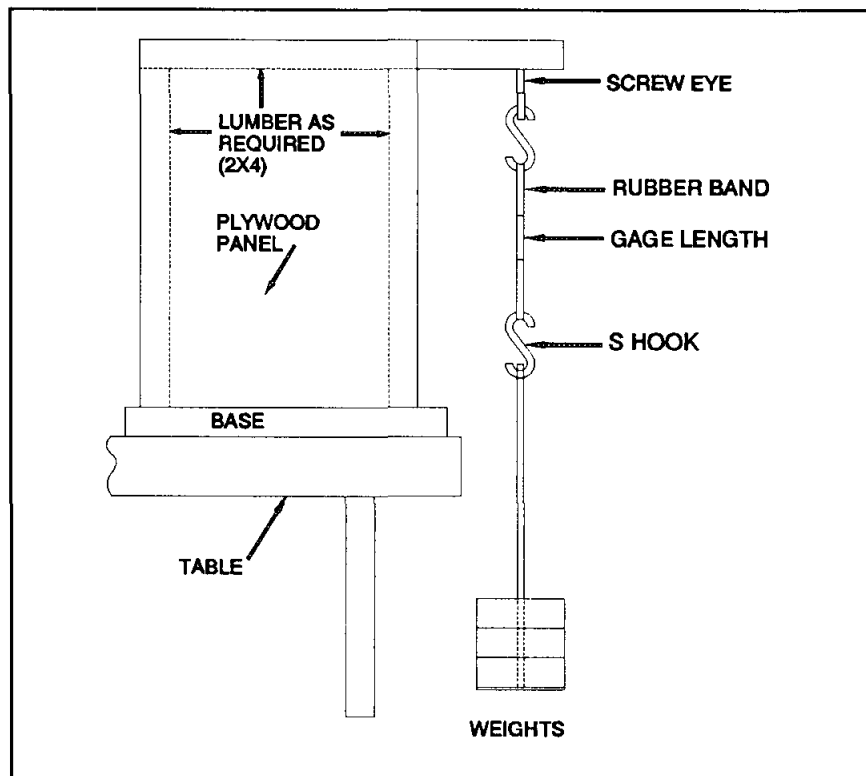 SCREW EYE
LUMBER AS
REQUIRED
(2X4)
RUBBER BAND
PLYWOOD
PANEL
GAGE LENGTH
S HOOK
BASE
TABLE
WEIGHTS